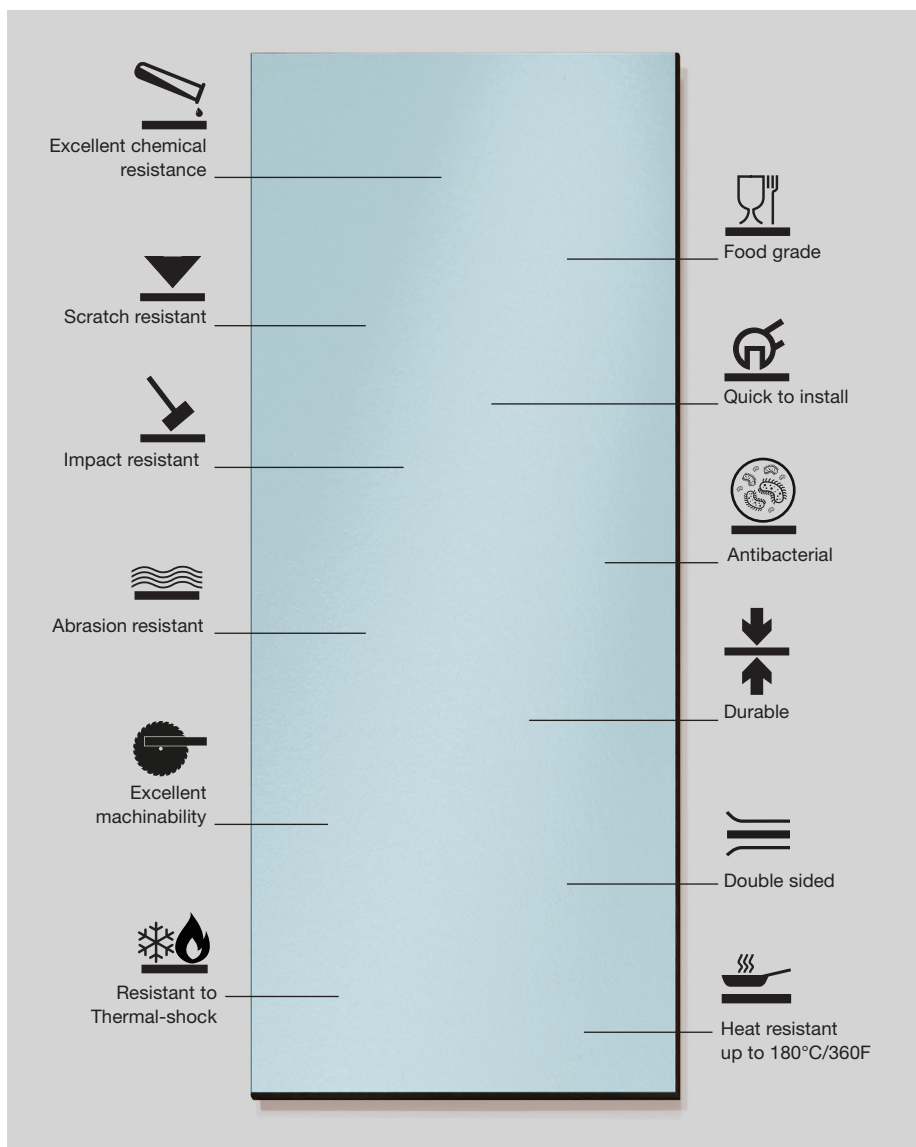 Excellent chemical
resistance
Scratch resistant
Impact resistant
Abrasion resistant
Excellent
machinability
Resistant to
Thermal-shock
Food grade
Quick to install
Antibacterial
Durable
Double sided
Heat resistant
up to 180°C/360F